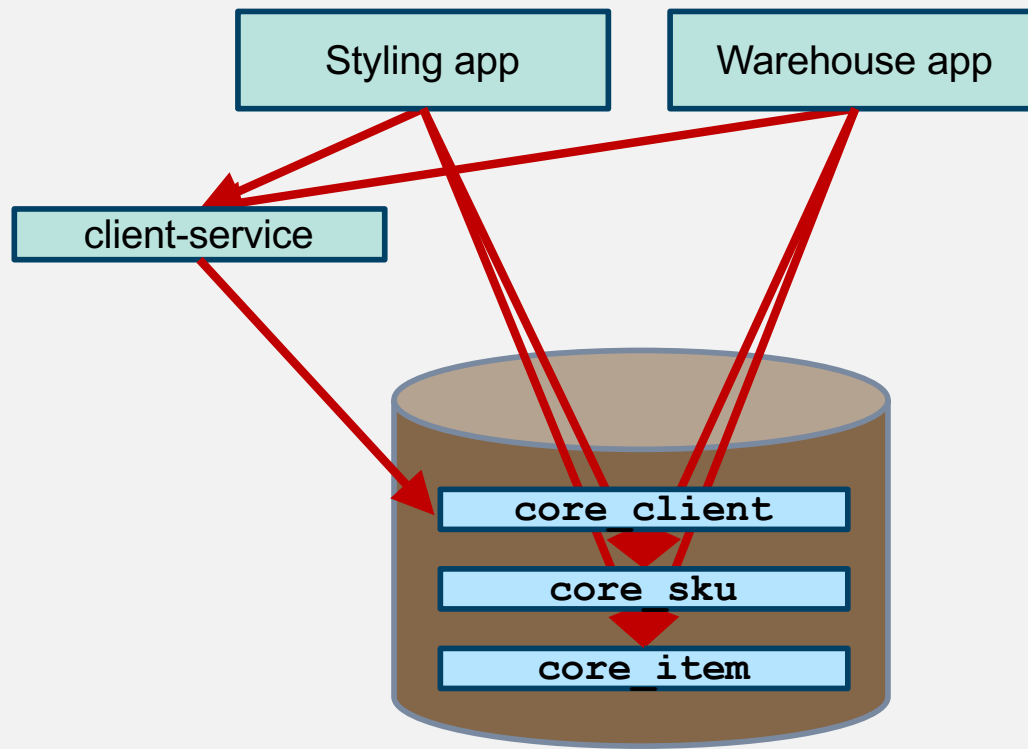 Styling app
Warehouse app
client-service
core_client
core_sku
core_item